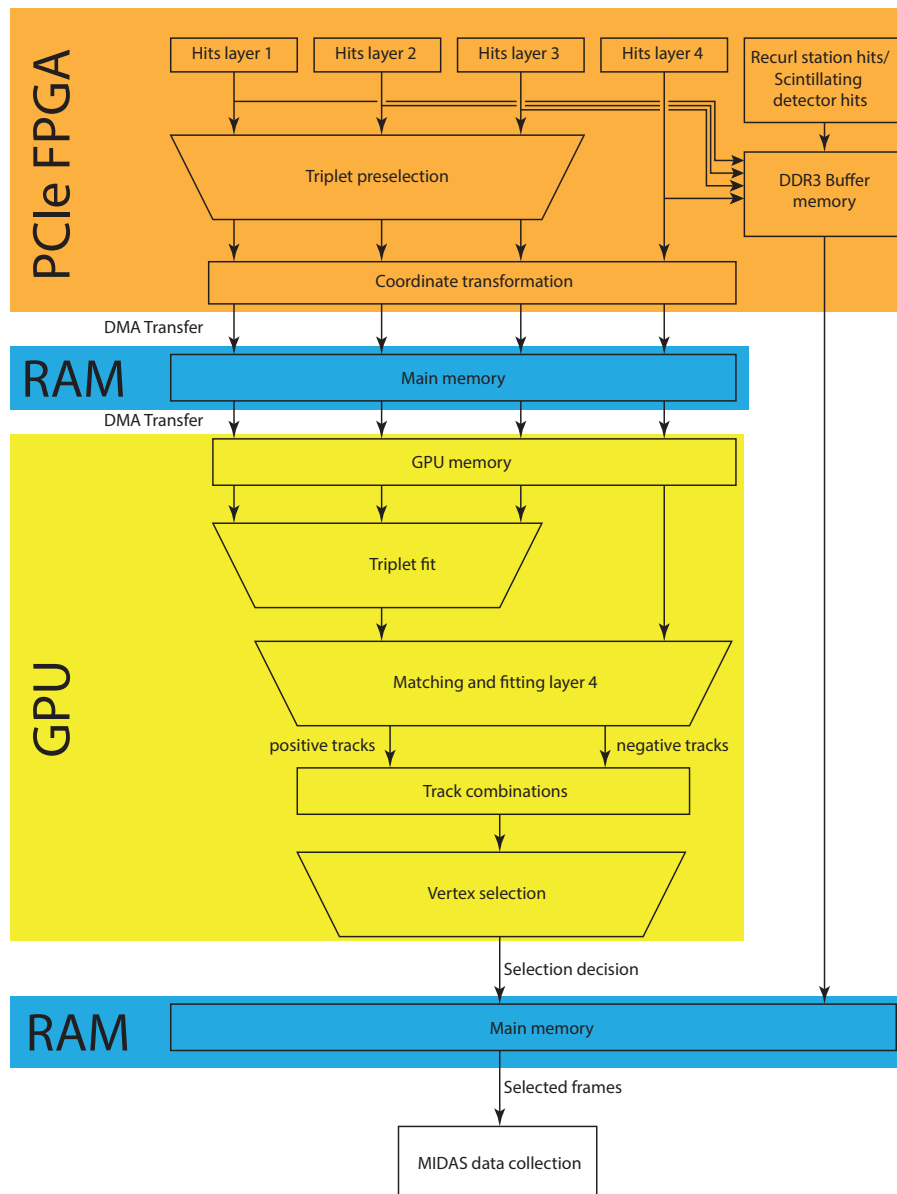 PCIe FPGA
Hits layer 1
Hits layer 2
Hits layer 3
Hits layer 4
Recurl station hits/
Scintillating
detector hits
Triplet preselection
DDR3 Buffer
memory
Coordinate transformation
DMA Transfer
RAM
Main memory
DMA Transfer
GPU
GPU memory
Triplet fit
Matching and fitting layer 4
positive tracks
negative tracks
Track combinations
Vertex selection
Selection decision
RAM
Main memory
Selected frames
MIDAS data collection